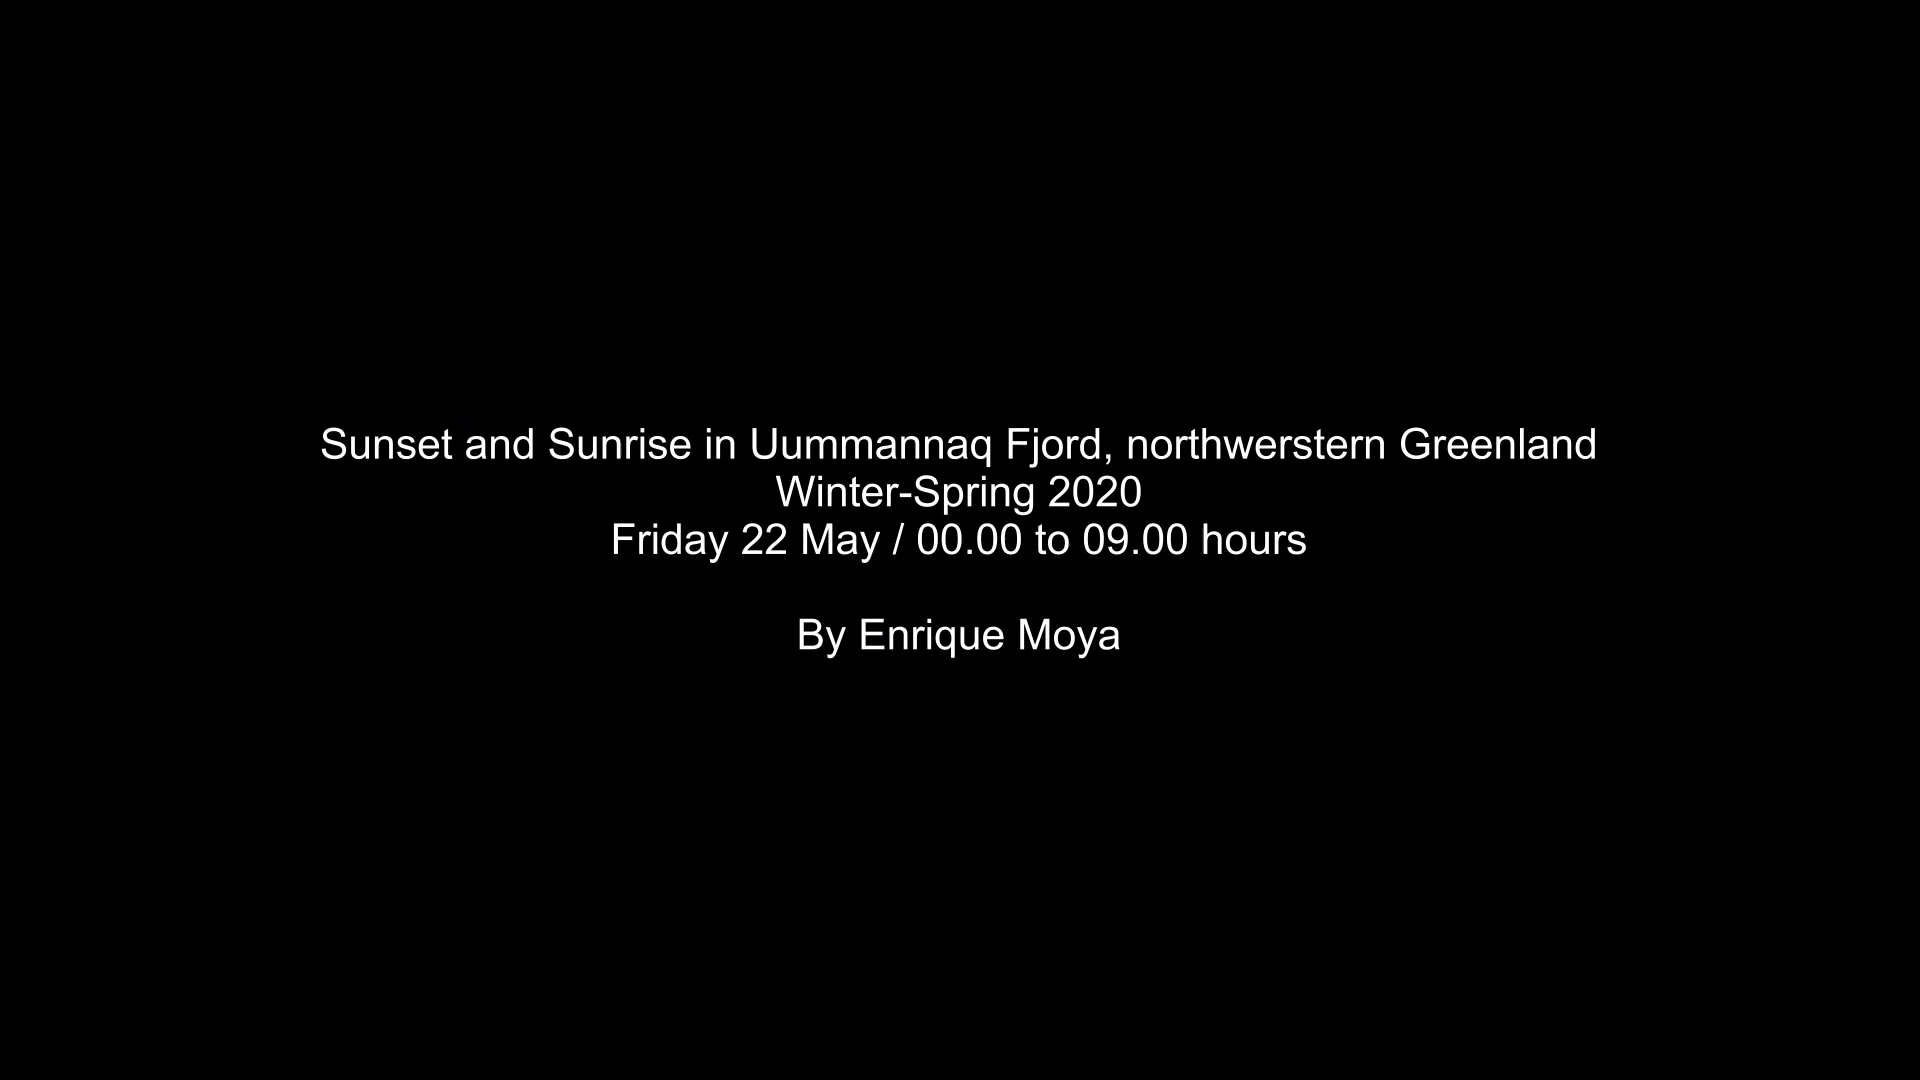 Sunset and Sunrise in Uummannaq Fjord, northwerstern Greenland
Winter-Spring 2020
Friday 22 May / 00.00 to 09.00 hours
By Enrique Moya